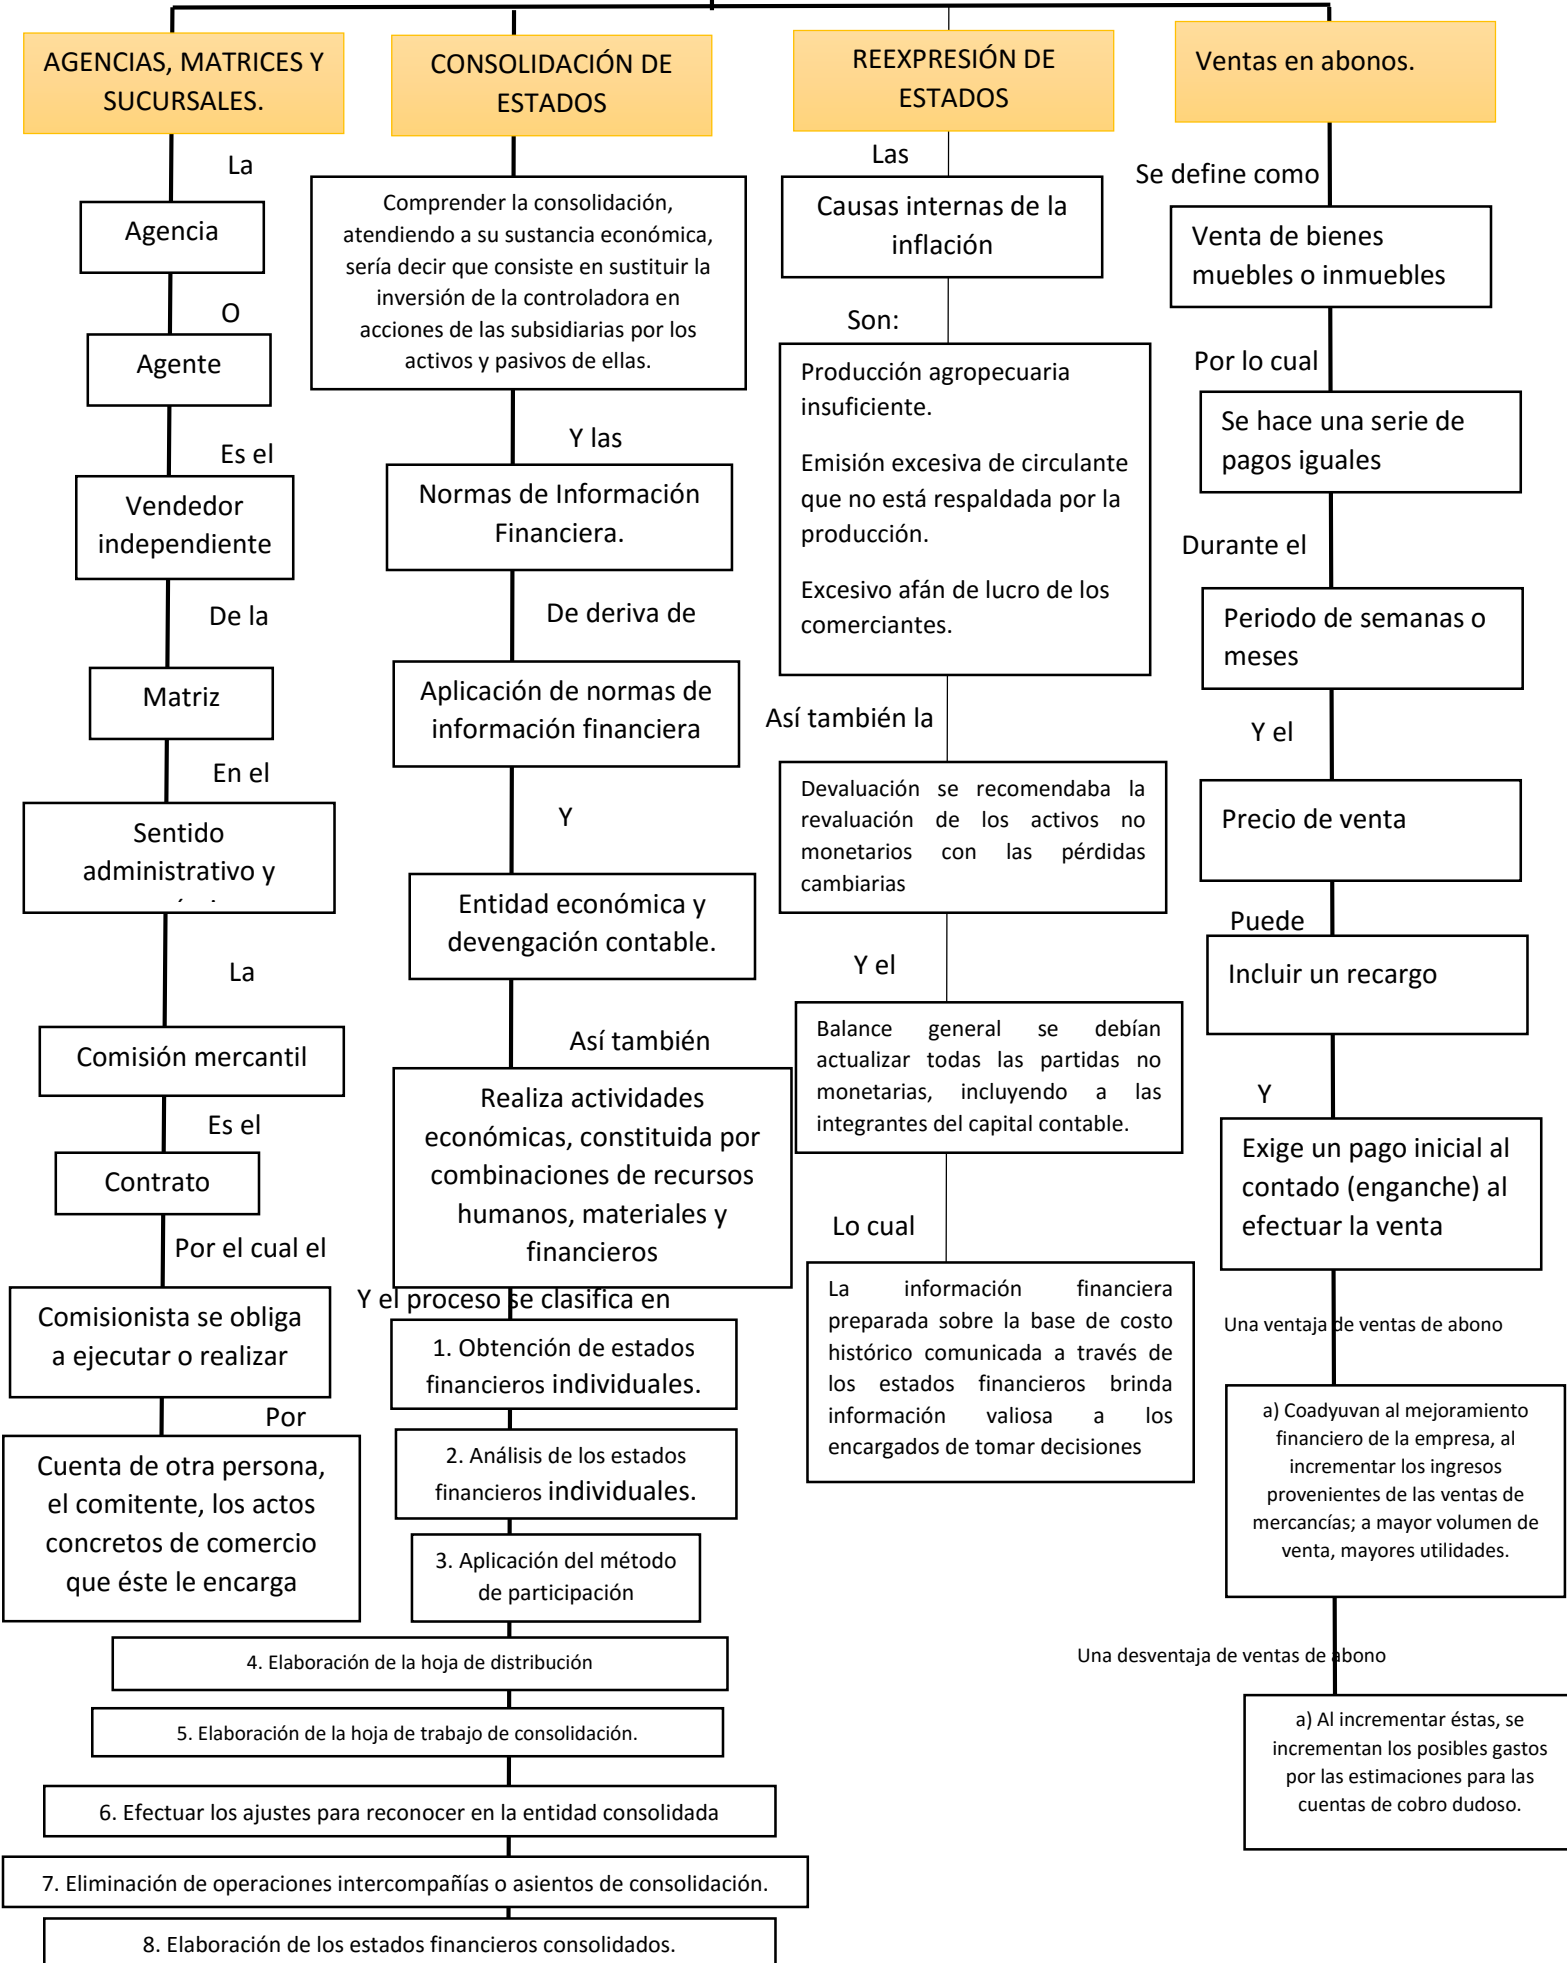 AGENCIAS, MATRICES Y
SUCURSALES.
La
Agencia
O
Agente
Es el
Vendedor
independiente
De la
Matriz
En el
Sentido
administrativo y
La
Comisión mercantil
Es el
Contrato
Por el cual el
Comisionista se obliga
a ejecutar o realizar
Por
Cuenta de otra persona,
el comitente, los actos
concretos de comercio
que éste le encarga
CONSOLIDACIÓN DE
ESTADOS
Comprender la consolidación,
atendiendo a su sustancia económica,
sería decir que consiste en sustituir la
inversión de la controladora en
acciones de las subsidiarias por los
activos y pasivos de ellas.
Y las
Normas de Información
Financiera.
De deriva de
Aplicación de normas de
información financiera
Y
Entidad económica y
devengación contable.
Así también
Realiza actividades
económicas, constituida por
combinaciones de recursos
humanos, materiales y
financieros
Y el proceso se clasifica en
1. Obtención de estados
financieros individuales.
2. Análisis de los estados
financieros individuales.
3. Aplicación del método
de participación
4. Elaboración de la hoja de distribución
5. Elaboración de la hoja de trabajo de consolidación.
6. Efectuar los ajustes para reconocer en la entidad consolidada
7. Eliminación de operaciones intercompañías o asientos de consolidación.
8. Elaboración de los estados financieros consolidados.
REEXPRESIÓN DE
ESTADOS
Las
Causas internas de la
inflación
Son:
Producción agropecuaria
insuficiente.
Emisión excesiva de circulante
que no está respaldada por la
producción.
Excesivo afán de lucro de los
comerciantes.
Así también la
Devaluación se recomendaba la
revaluación de los activos no
monetarios con las pérdidas
cambiarias
Y el
Balance general se debían
actualizar todas las partidas no
monetarias, incluyendo a las
integrantes del capital contable.
Lo cual
La información financiera
preparada sobre la base de costo
histórico comunicada a través de
los estados financieros brinda
información valiosa a los
encargados de tomar decisiones
Ventas en abonos.
Se define como
Venta de bienes
muebles o inmuebles
Por lo cual
Se hace una serie de
pagos iguales
Durante el
Periodo de semanas o
meses
Y el
Precio de venta
Puede
Incluir un recargo
Y
Exige un pago inicial al
contado (enganche) al
efectuar la venta
Una ventaja de ventas de abono
a) Coadyuvan al mejoramiento
financiero de la empresa, al
incrementar los ingresos
provenientes de las ventas de
mercancías; a mayor volumen de
venta, mayores utilidades.
Una desventaja de ventas de abono
a) Al incrementar éstas, se
incrementan los posibles gastos
por las estimaciones para las
cuentas de cobro dudoso.